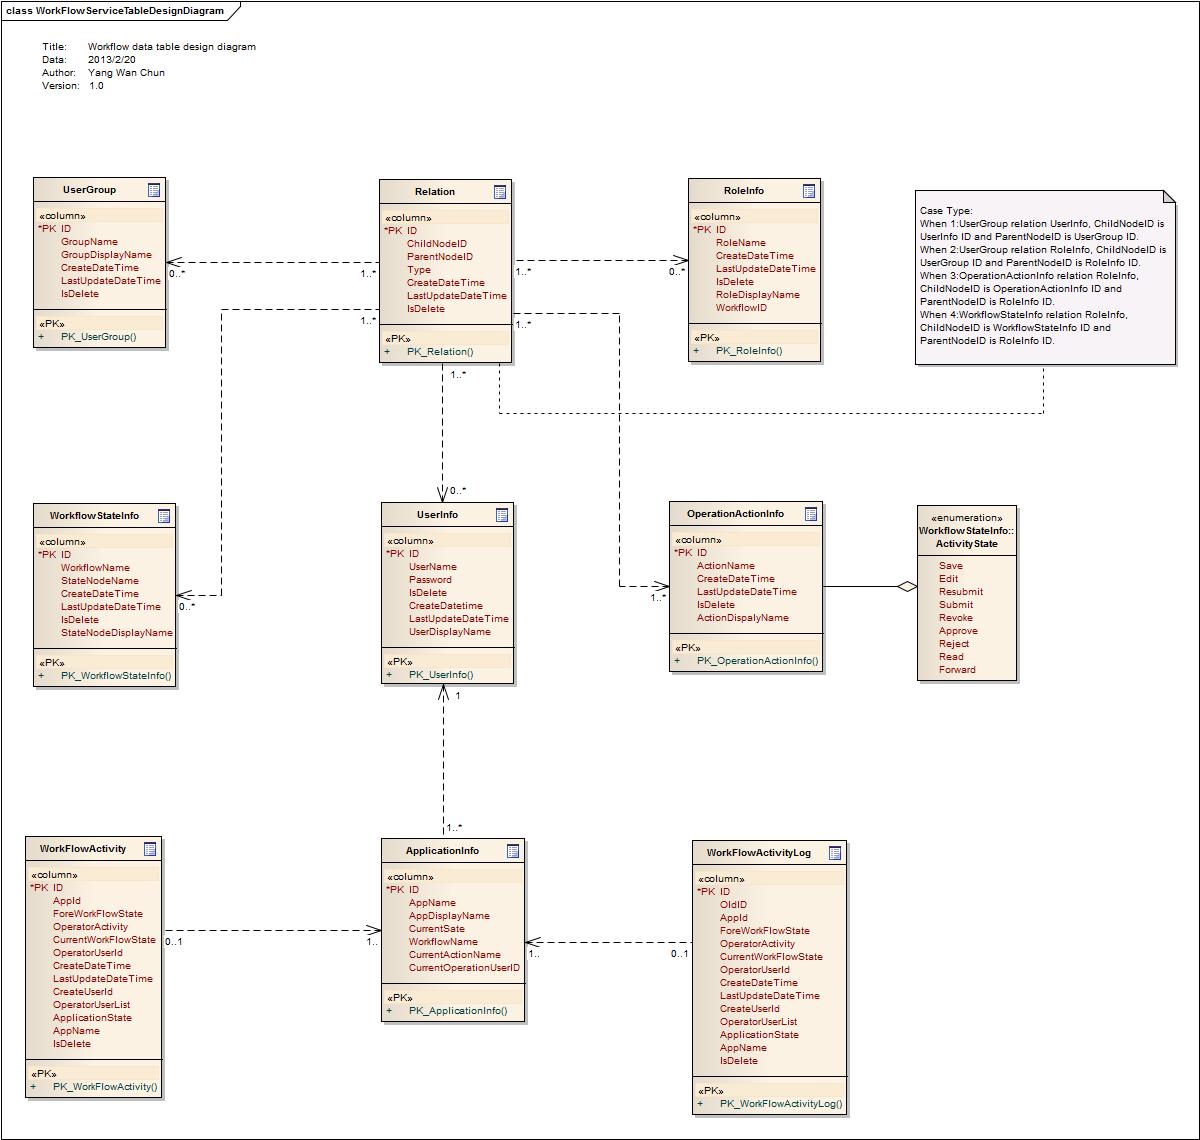 class WorkFlowServiceTableDesignDiagram
Title: Workflow data table design diagram
Data: 2013/2/20
Author: Yang Wan Chun
Version: 1.0
UserGroup
«column»
*PK ID
GroupName
GroupDisplayName
CreateDateTime
LastUpdateDateTime
IsDelete
«PK»
+ PK_UserGroup()
0..*
1..*
1..*
Relation
«column»
*PK ID
ChildNodeID
ParentNodeID
Type
CreateDateTime
LastUpdateDateTime
IsDelete
«PK»
+ PK_Relation()
1..*
1..*
1..*
0..*
RoleInfo
«column»
*PK ID
RoleName
CreateDateTime
LastUpdateDateTime
IsDelete
RoleDisplayName
WorkflowID
«PK»
+ PK_RoleInfo()
Case Type:
When 1:UserGroup relation UserInfo, ChildNodeID is
UserInfo ID and ParentNodeID is UserGroup ID.
When 2:UserGroup relation RoleInfo, ChildNodeID is
UserGroup ID and ParentNodeID is RoleInfo ID.
When 3:OperationActionInfo relation RoleInfo,
ChildNodeID is OperationActionInfo ID and
ParentNodeID is RoleInfo ID.
When 4:WorkflowStateInfo relation RoleInfo,
ChildNodeID is WorkflowStateInfo ID and
ParentNodeID is RoleInfo ID.
WorkflowStateInfo
«column»
*PK ID
WorkflowName
StateNodeName
CreateDateTime
LastUpdateDateTime
IsDelete
StateNodeDisplayName
«PK»
+ PK_WorkflowStateInfo()
0..*
0..*
UserInfo
«column»
*PK ID
UserName
Password
IsDelete
CreateDatetime
LastUpdateDateTime
UserDisplayName
«PK»
+ PK_UserInfo()
1
1..*
OperationActionInfo
«column»
*PK ID
ActionName
CreateDateTime
LastUpdateDateTime
IsDelete
ActionDispalyName
«PK»
+ PK_OperationActionInfo()
1..*
«enumeration»
WorkflowStateInfo::
ActivityState
Save
Edit
Resubmit
Submit
Revoke
Approve
Reject
Read
Forward
WorkFlowActivity
«column»
*PK ID
AppId
ForeWorkFlowState
OperatorActivity
CurrentWorkFlowState
OperatorUserId
CreateDateTime
LastUpdateDateTime
CreateUserId
OperatorUserList
ApplicationState
AppName
IsDelete
«PK»
+ PK_WorkFlowActivity()
0..1
1..
ApplicationInfo
«column»
*PK ID
AppName
AppDisplayName
CurrentSate
WorkflowName
CurrentActionName
CurrentOperationUserID
«PK»
+ PK_ApplicationInfo()
1..
0..1
WorkFlowActivityLog
«column»
*PK ID
OldID
AppId
ForeWorkFlowState
OperatorActivity
CurrentWorkFlowState
OperatorUserId
CreateDateTime
LastUpdateDateTime
CreateUserId
OperatorUserList
ApplicationState
AppName
IsDelete
«PK»
+ PK_WorkFlowActivityLog()